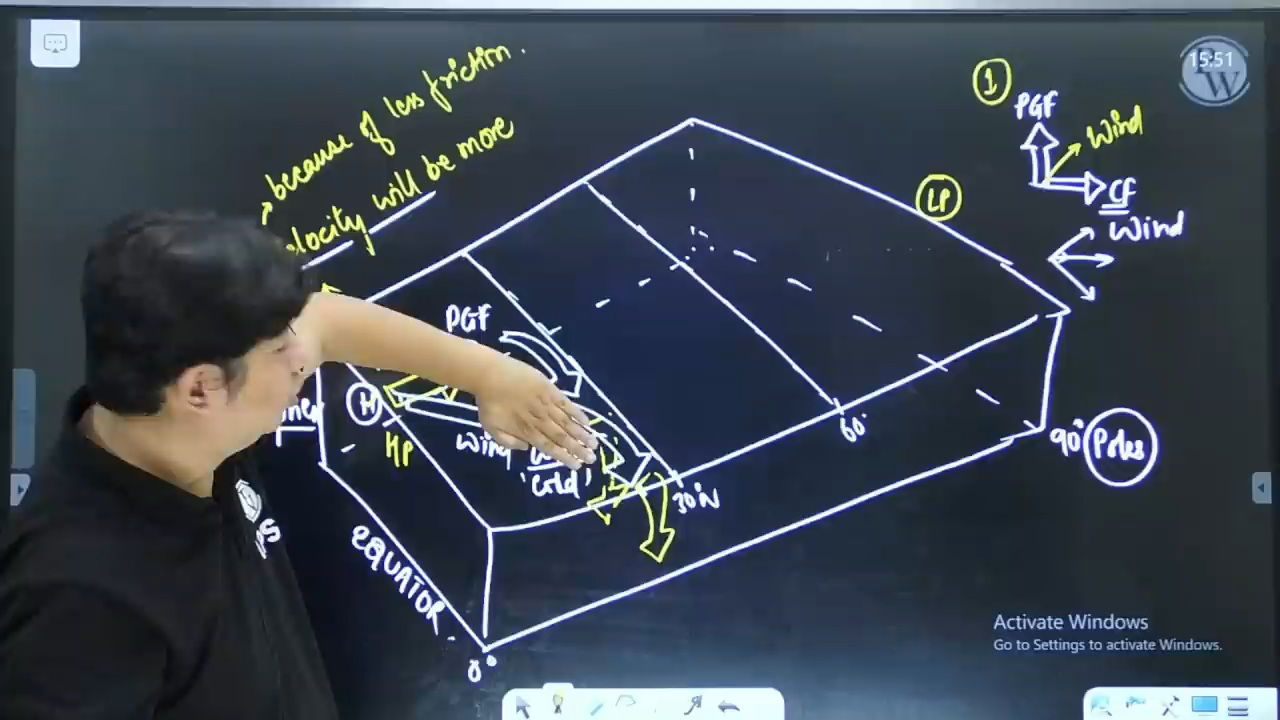 because of less friction.
velocity will be more
15:51
PW
1
PGF
Wind
CF
Wind
LP
PGF
H
HP
Wind
'Cold'
60°
30°N
90° Poles
EQUATOR
0°
Activate Windows
Go to Settings to activate Windows.